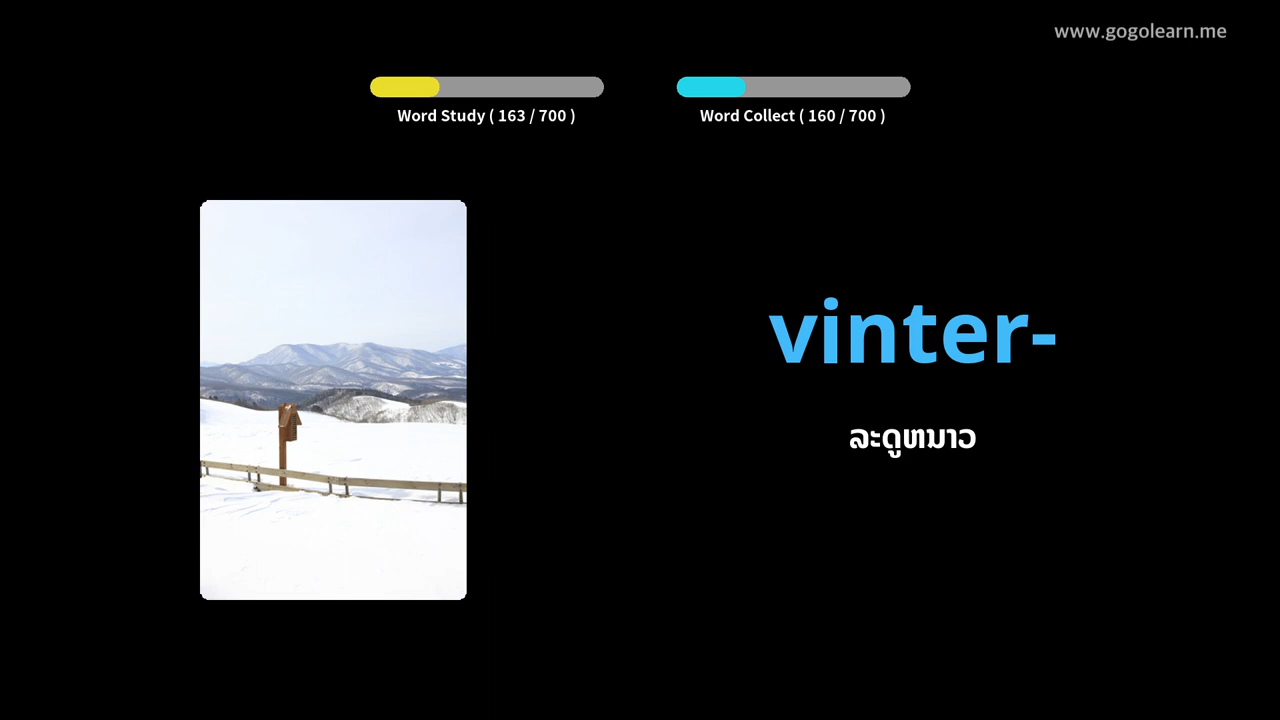 www.gogolearn.me
Word Study ( 163 / 700 )
Word Collect ( 160 / 700 )
vinter-
ລະດູຫນາວ